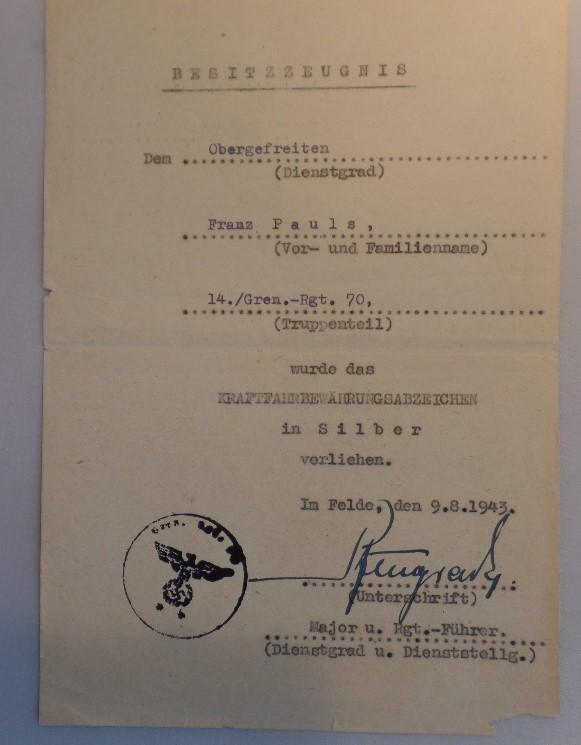 BESITZZEUGNIS
Dem Obergefreiten
(Dienstgrad)
Franz Pauls,
(Vor- und Familienname)
14./Gren.-Rgt. 70,
(Truppenteil)
wurde das
KRAFTFAHRBEWÄHRUNGSABZEICHEN
in Silber
verliehen.
Im Felde, den 9.8.1943.
(Unterschrift)
Major u. Rgt.-Führer.
(Dienstgrad u. Dienststellg.)